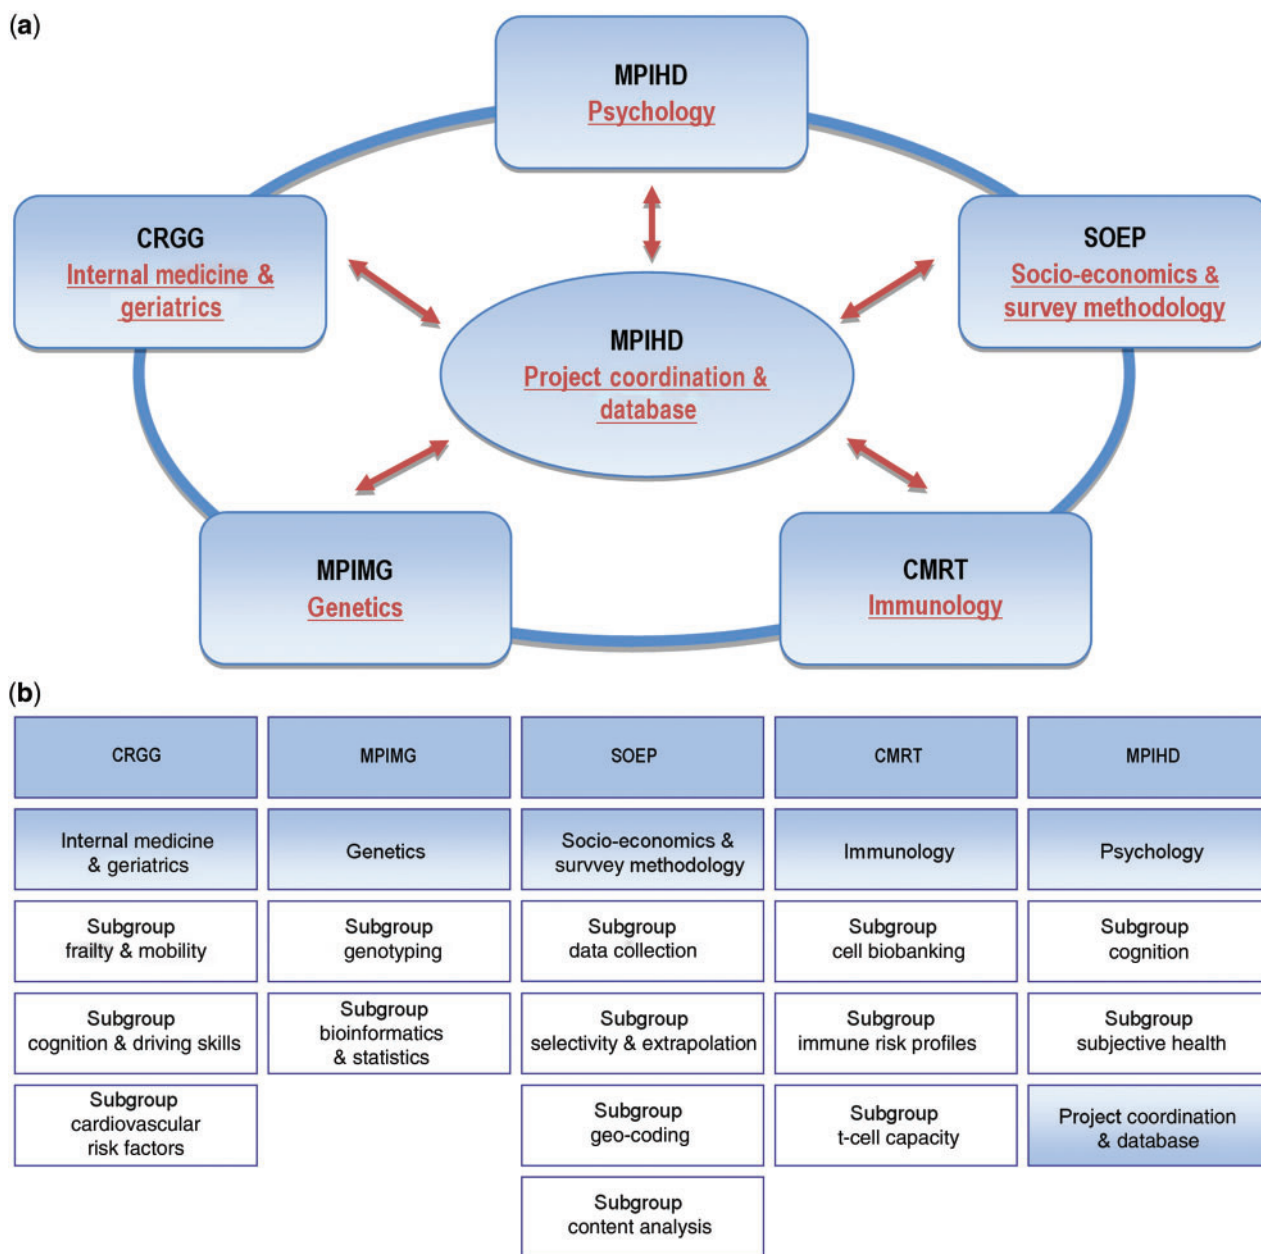 (a)
MPIHD
Psychology
CRGG
Internal medicine &
geriatrics
SOEP
Socio-economics &
survey methodology
MPIHD
Project coordination &
database
MPIMG
Genetics
CMRT
Immunology
(b)
CRGG
MPIMG
SOEP
CMRT
MPIHD
Internal medicine
& geriatrics
Genetics
Socio-economics &
survvey methodology
Immunology
Psychology
Subgroup
frailty & mobility
Subgroup
genotyping
Subgroup
data collection
Subgroup
cell biobanking
Subgroup
cognition
Subgroup
cognition & driving skills
Subgroup
bioinformatics
& statistics
Subgroup
selectivity & extrapolation
Subgroup
immune risk profiles
Subgroup
subjective health
Subgroup
cardiovascular
risk factors
Subgroup
geo-coding
Subgroup
t-cell capacity
Project coordination
& database
Subgroup
content analysis